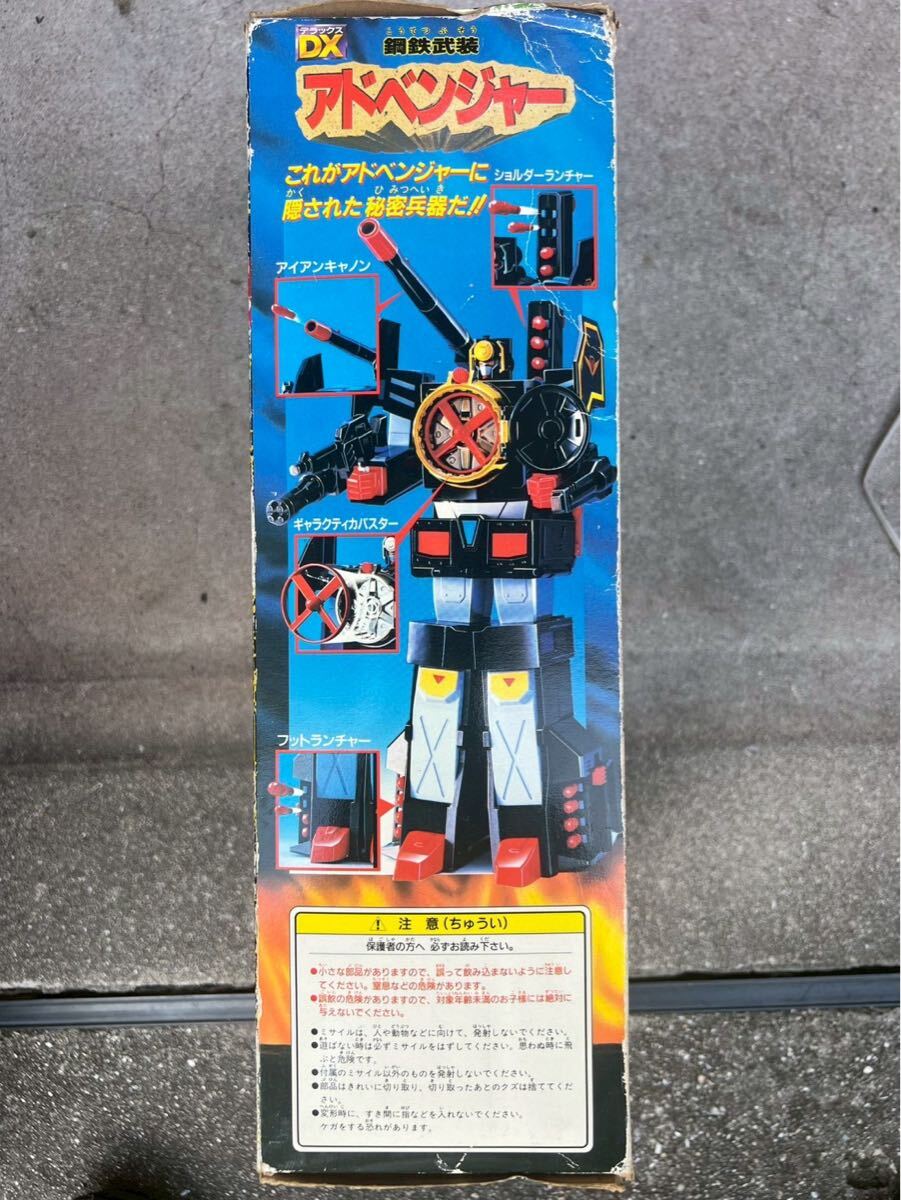 デラックス
DX
こうてつ ぶ そう
鋼鉄武装
アドベンジャー
これがアドベンジャーに
かく ひ みつへい き
隠された秘密兵器だ!!
ショルダーランチャー
アイアンキャノン
ギャラクティカバスター
フットランチャー
⚠ 注 意(ちゅうい)
ほ ご しゃ かた かなら よ くだ
保護者の方へ 必ずお読み下さい。
●小さな部品がありますので、誤って飲み込まないように注意し
てください。窒息などの危険があります。
●誤飲の危険がありますので、対象年齢未満のお子様には絶対に
与えないでください。
●ミサイルは、人や動物などに向けて、発射しないでください。
●遊ばない時は必ずミサイルをはずしてください。思わぬ時に飛
ぶと危険です。
●付属のミサイル以外のものを発射しないでください。
●部品はきれいに切り取り、切り取ったあとのクズは捨ててくだ
さい。
●変形時に、すき間に指などを入れないでください。
ケガをする恐れがあります。